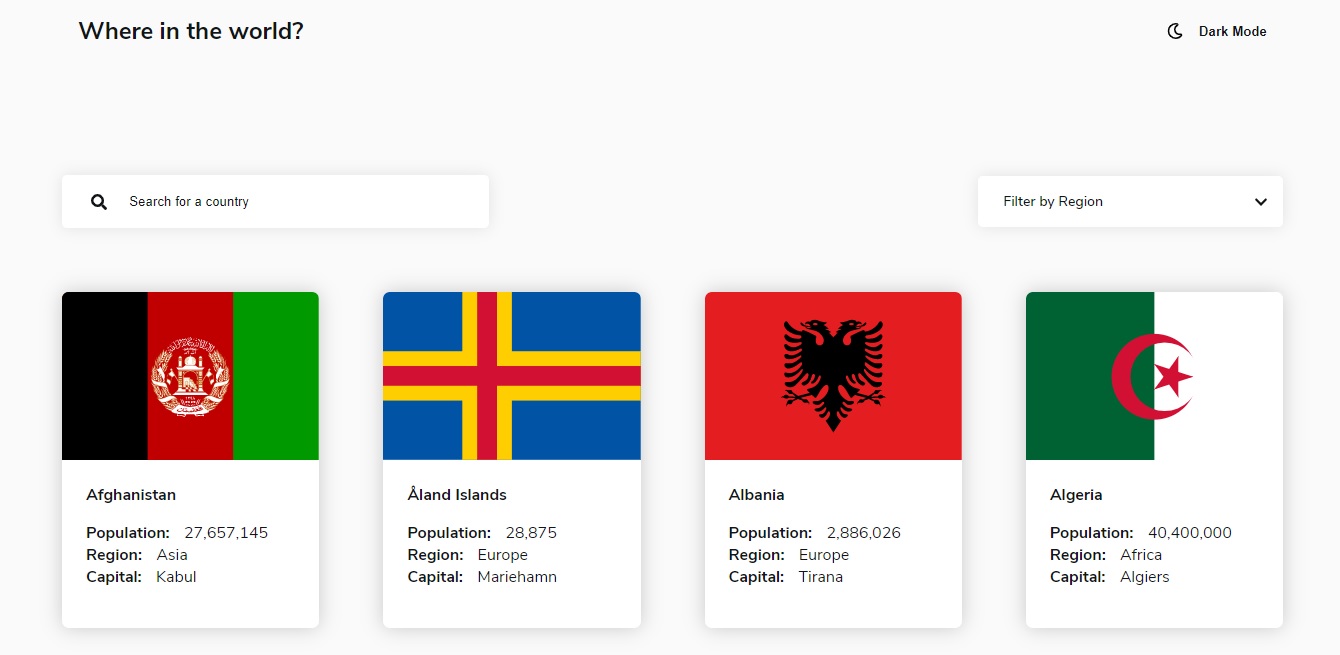 Where in the world?
Dark Mode
Search for a country
Filter by Region
Afghanistan
Population: 27,657,145
Region: Asia
Capital: Kabul
Åland Islands
Population: 28,875
Region: Europe
Capital: Mariehamn
Albania
Population: 2,886,026
Region: Europe
Capital: Tirana
Algeria
Population: 40,400,000
Region: Africa
Capital: Algiers